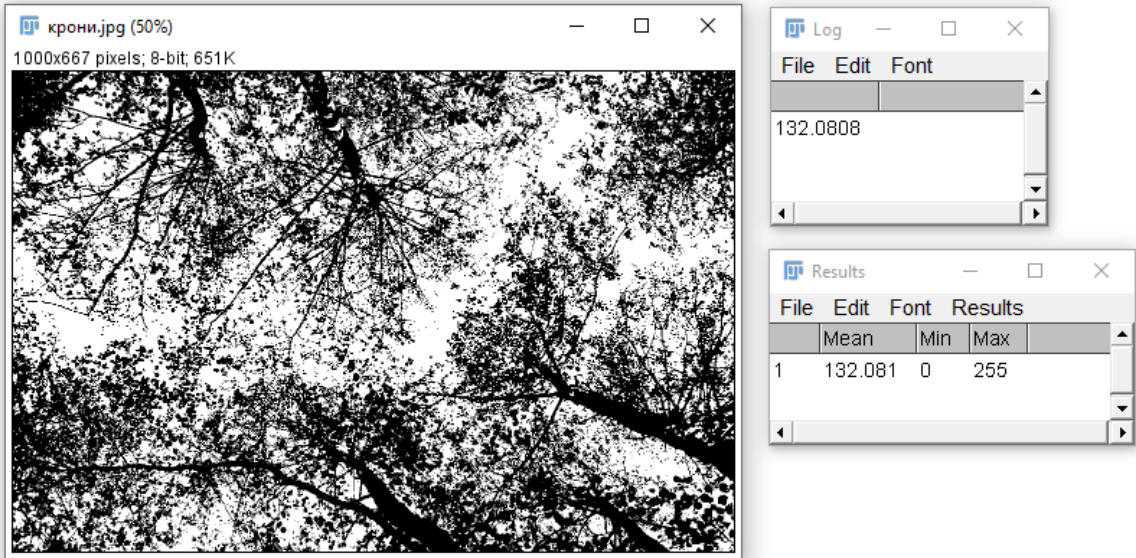 крони.jpg (50%)
1000x667 pixels; 8-bit; 651K
Log
File Edit Font
132.0808
Results
File Edit Font Results
Mean Min Max
1 132.081 0 255